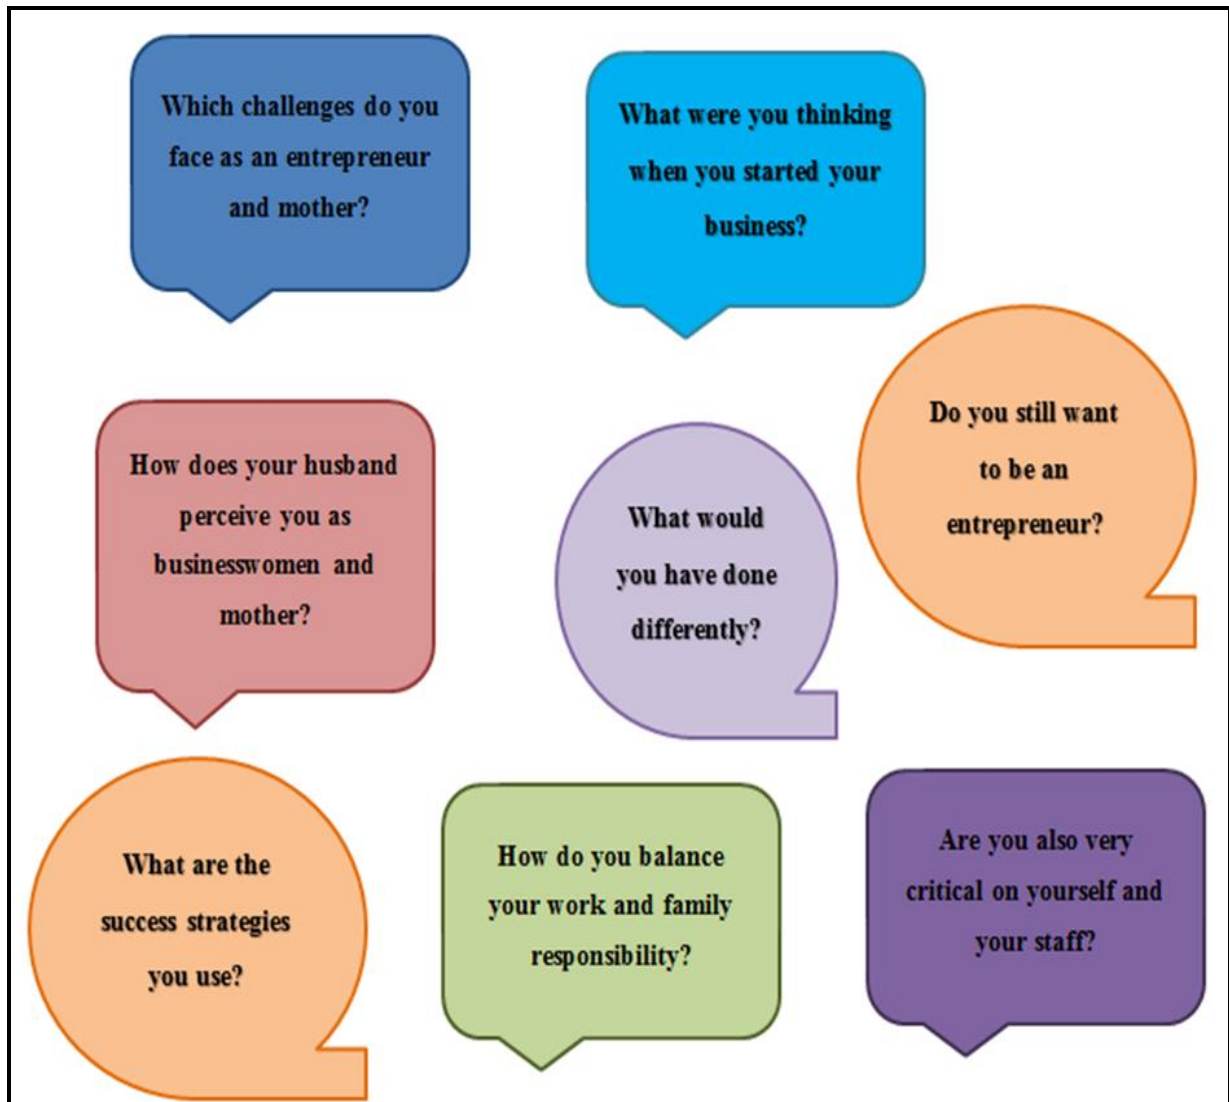 Which challenges do you
face as an entrepreneur
and mother?
What were you thinking
when you started your
business?
Do you still want
to be an
entrepreneur?
How does your husband
perceive you as
businesswomen and
mother?
What would
you have done
differently?
What are the
success strategies
you use?
How do you balance
your work and family
responsibility?
Are you also very
critical on yourself and
your staff?